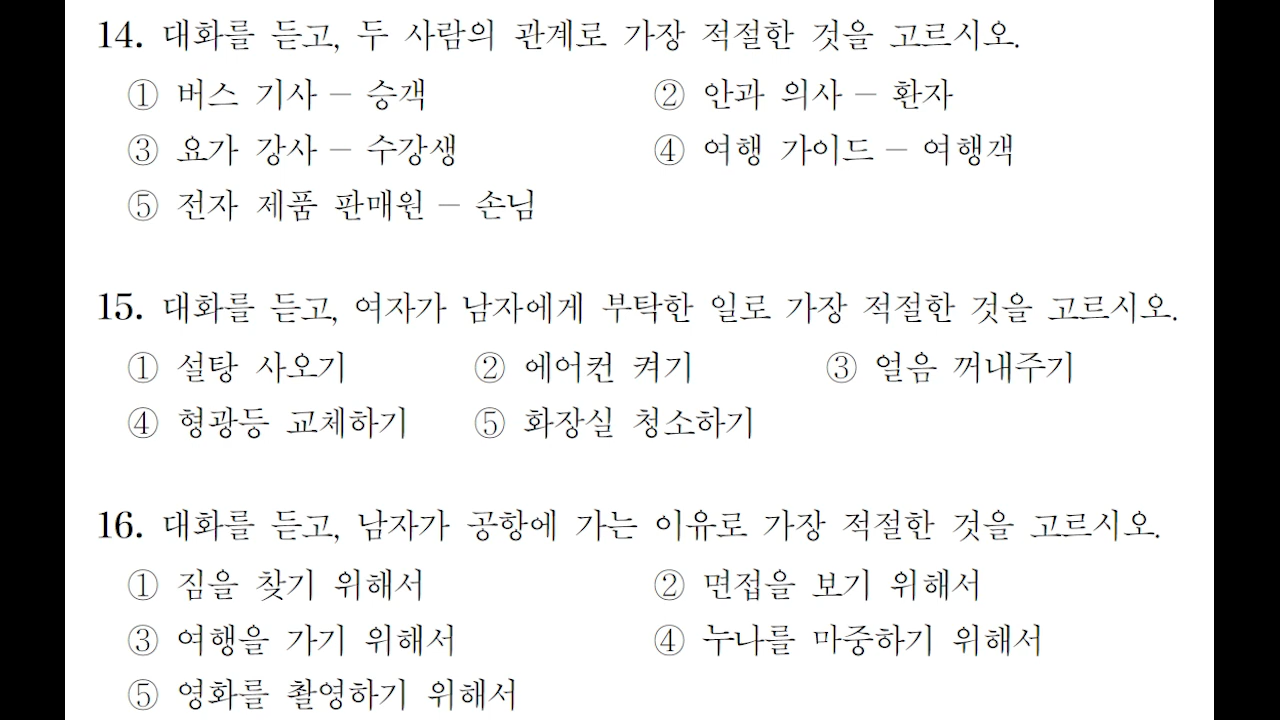 14. 대화를 듣고, 두 사람의 관계로 가장 적절한 것을 고르시오.
① 버스 기사 – 승객 ② 안과 의사 – 환자
③ 요가 강사 – 수강생 ④ 여행 가이드 – 여행객
⑤ 전자 제품 판매원 – 손님
15. 대화를 듣고, 여자가 남자에게 부탁한 일로 가장 적절한 것을 고르시오.
① 설탕 사오기 ② 에어컨 켜기 ③ 얼음 꺼내주기
④ 형광등 교체하기 ⑤ 화장실 청소하기
16. 대화를 듣고, 남자가 공항에 가는 이유로 가장 적절한 것을 고르시오.
① 짐을 찾기 위해서 ② 면접을 보기 위해서
③ 여행을 가기 위해서 ④ 누나를 마중하기 위해서
⑤ 영화를 촬영하기 위해서